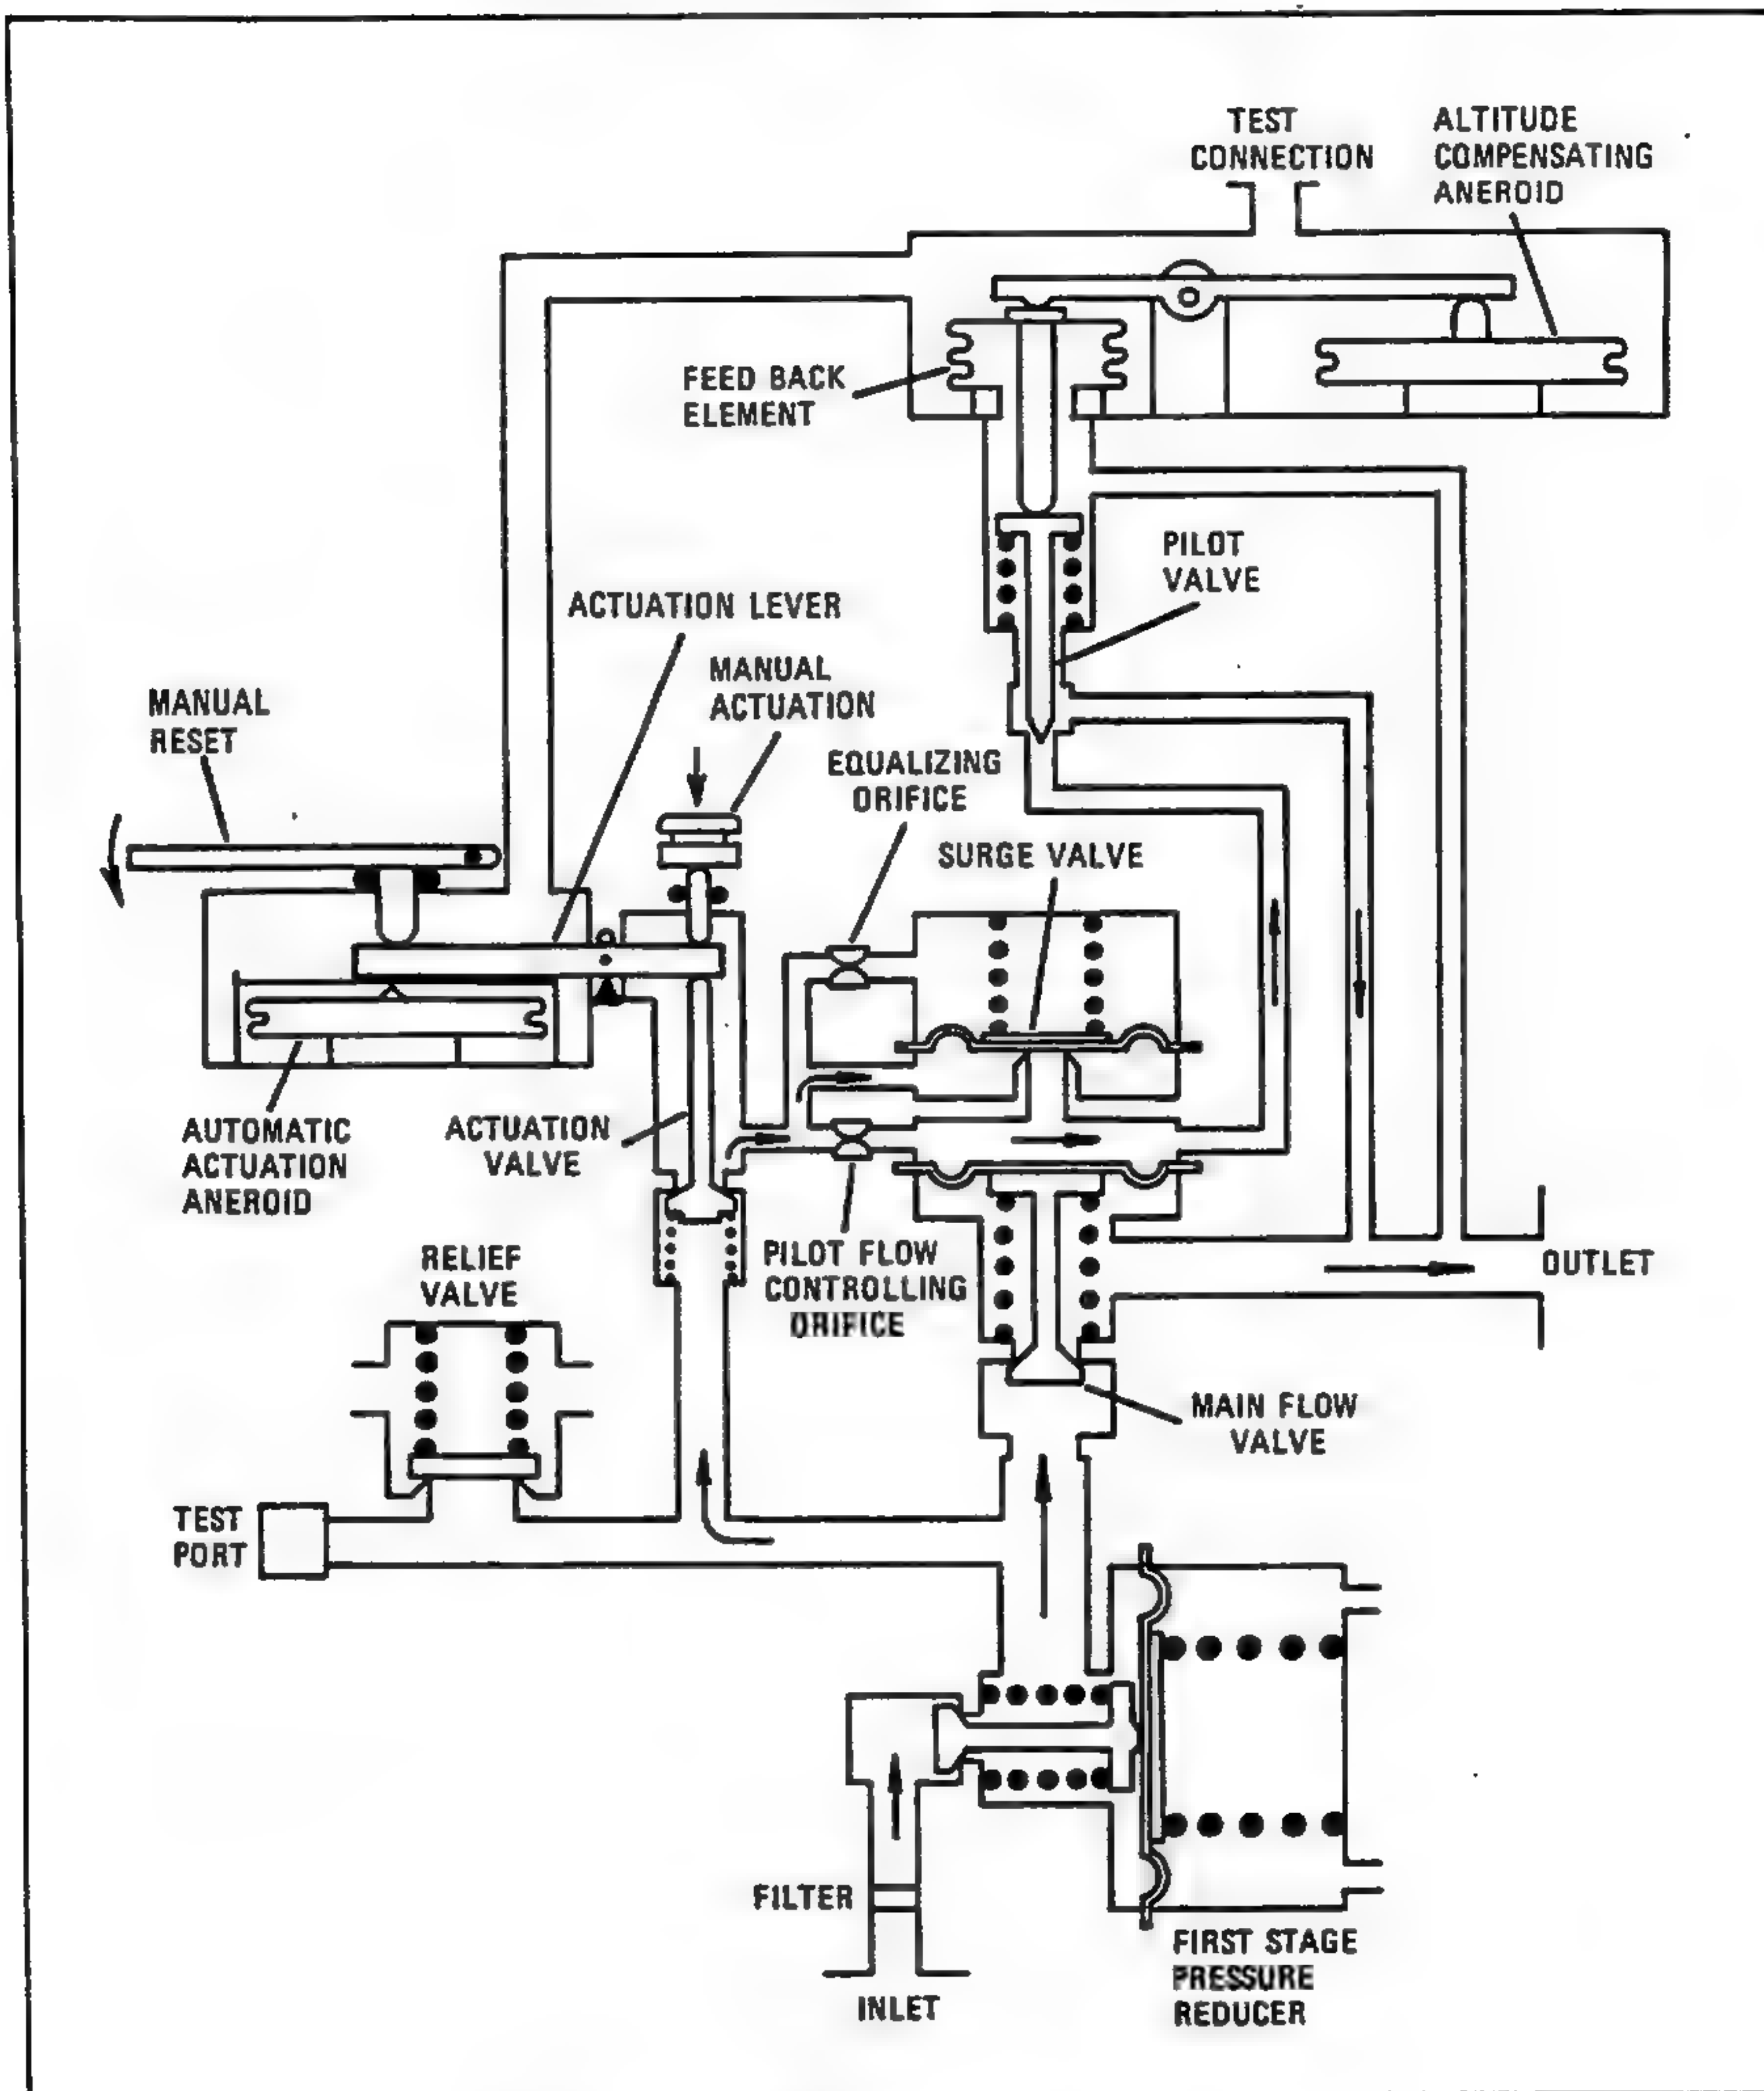 TEST
CONNECTION
ALTITUDE
COMPENSATING
ANEROID
FEED BACK
ELEMENT
PILOT
VALVE
ACTUATION LEVER
MANUAL
ACTUATION
MANUAL
RESET
EQUALIZING
ORIFICE
SURGE VALVE
AUTOMATIC
ACTUATION
ANEROID
ACTUATION
VALVE
RELIEF
VALVE
PILOT FLOW
CONTROLLING
ORIFICE
OUTLET
MAIN FLOW
VALVE
TEST
PORT
FILTER
INLET
FIRST STAGE
PRESSURE
REDUCER